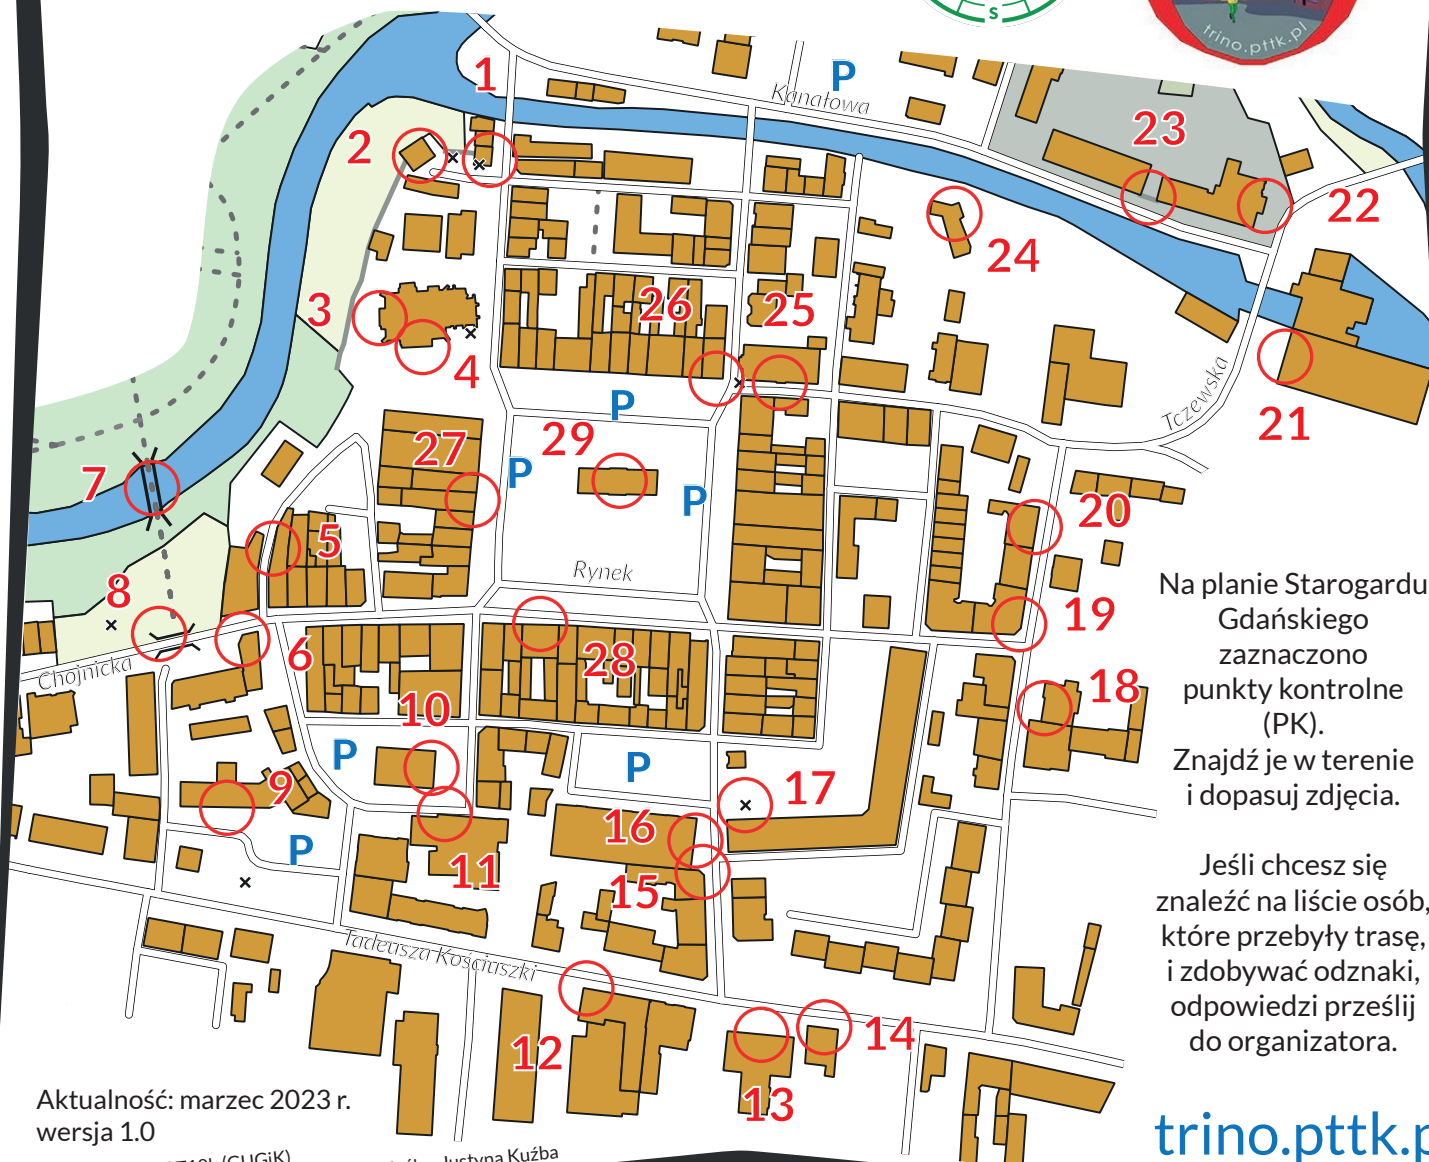 S
trino.pttk.pl
1
P
Kanałowa
2
23
22
24
3
26
25
4
P
Tczewska
21
27
29
P
P
7
20
5
Rynek
8
19
6
28
Chojnicka
18
10
P
P
17
9
16
P
11
15
Tadeusza Kościuszki
14
12
13
Na planie Starogardu
Gdańskiego
zaznaczono
punkty kontrolne
(PK).
Znajdź je w terenie
i dopasuj zdjęcia.
Jeśli chcesz się
znaleźć na liście osób,
które przebyły trasę,
i zdobywać odznaki,
odpowiedzi prześlij
do organizatora.
Aktualność: marzec 2023 r.
wersja 1.0
(GUGiK)
Justyna Kuźba
trino.pttk.p